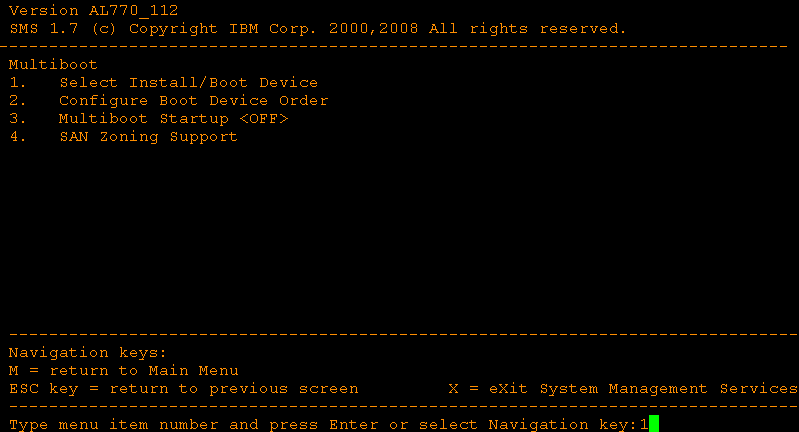 Version AL770_112
SMS 1.7 (c) Copyright IBM Corp. 2000,2008 All rights reserved.
-------------------------------------------------------------------------------
Multiboot
1. Select Install/Boot Device
2. Configure Boot Device Order
3. Multiboot Startup <OFF>
4. SAN Zoning Support
-------------------------------------------------------------------------------
Navigation keys:
M = return to Main Menu
ESC key = return to previous screen X = eXit System Management Services
-------------------------------------------------------------------------------
Type menu item number and press Enter or select Navigation key:1